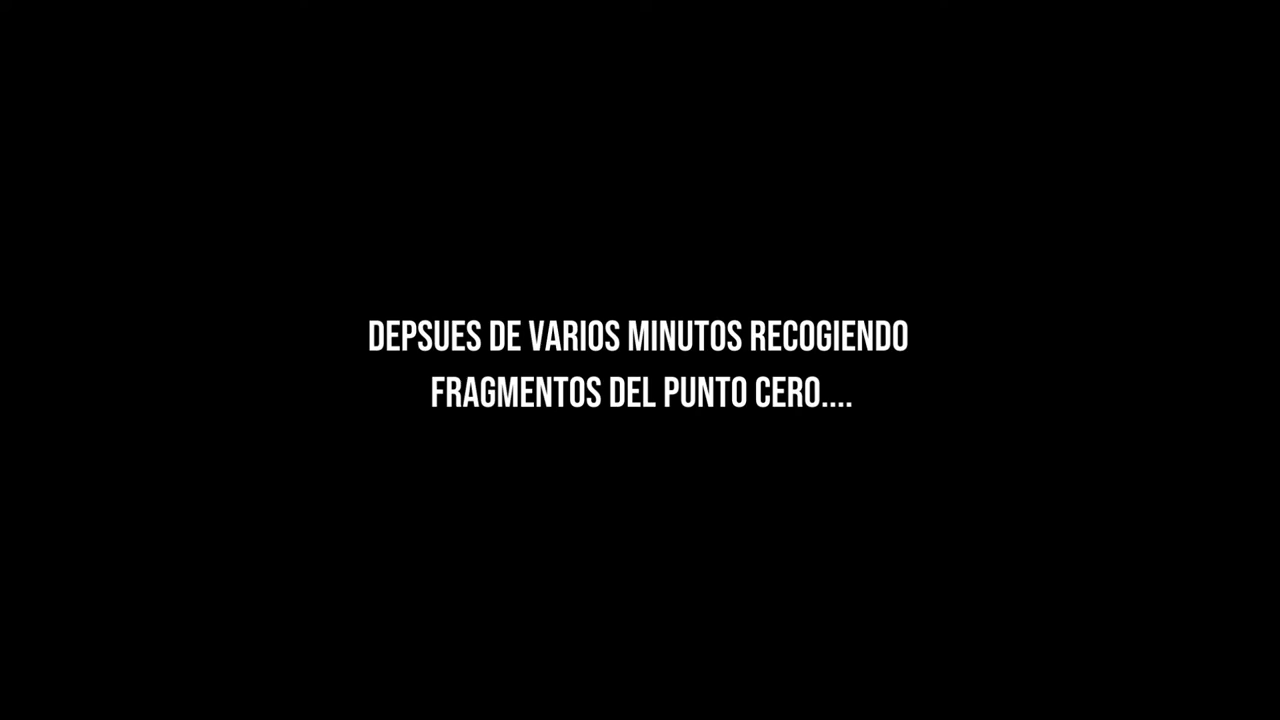 DEPSUES DE VARIOS MINUTOS RECOGIENDO
FRAGMENTOS DEL PUNTO CERO....